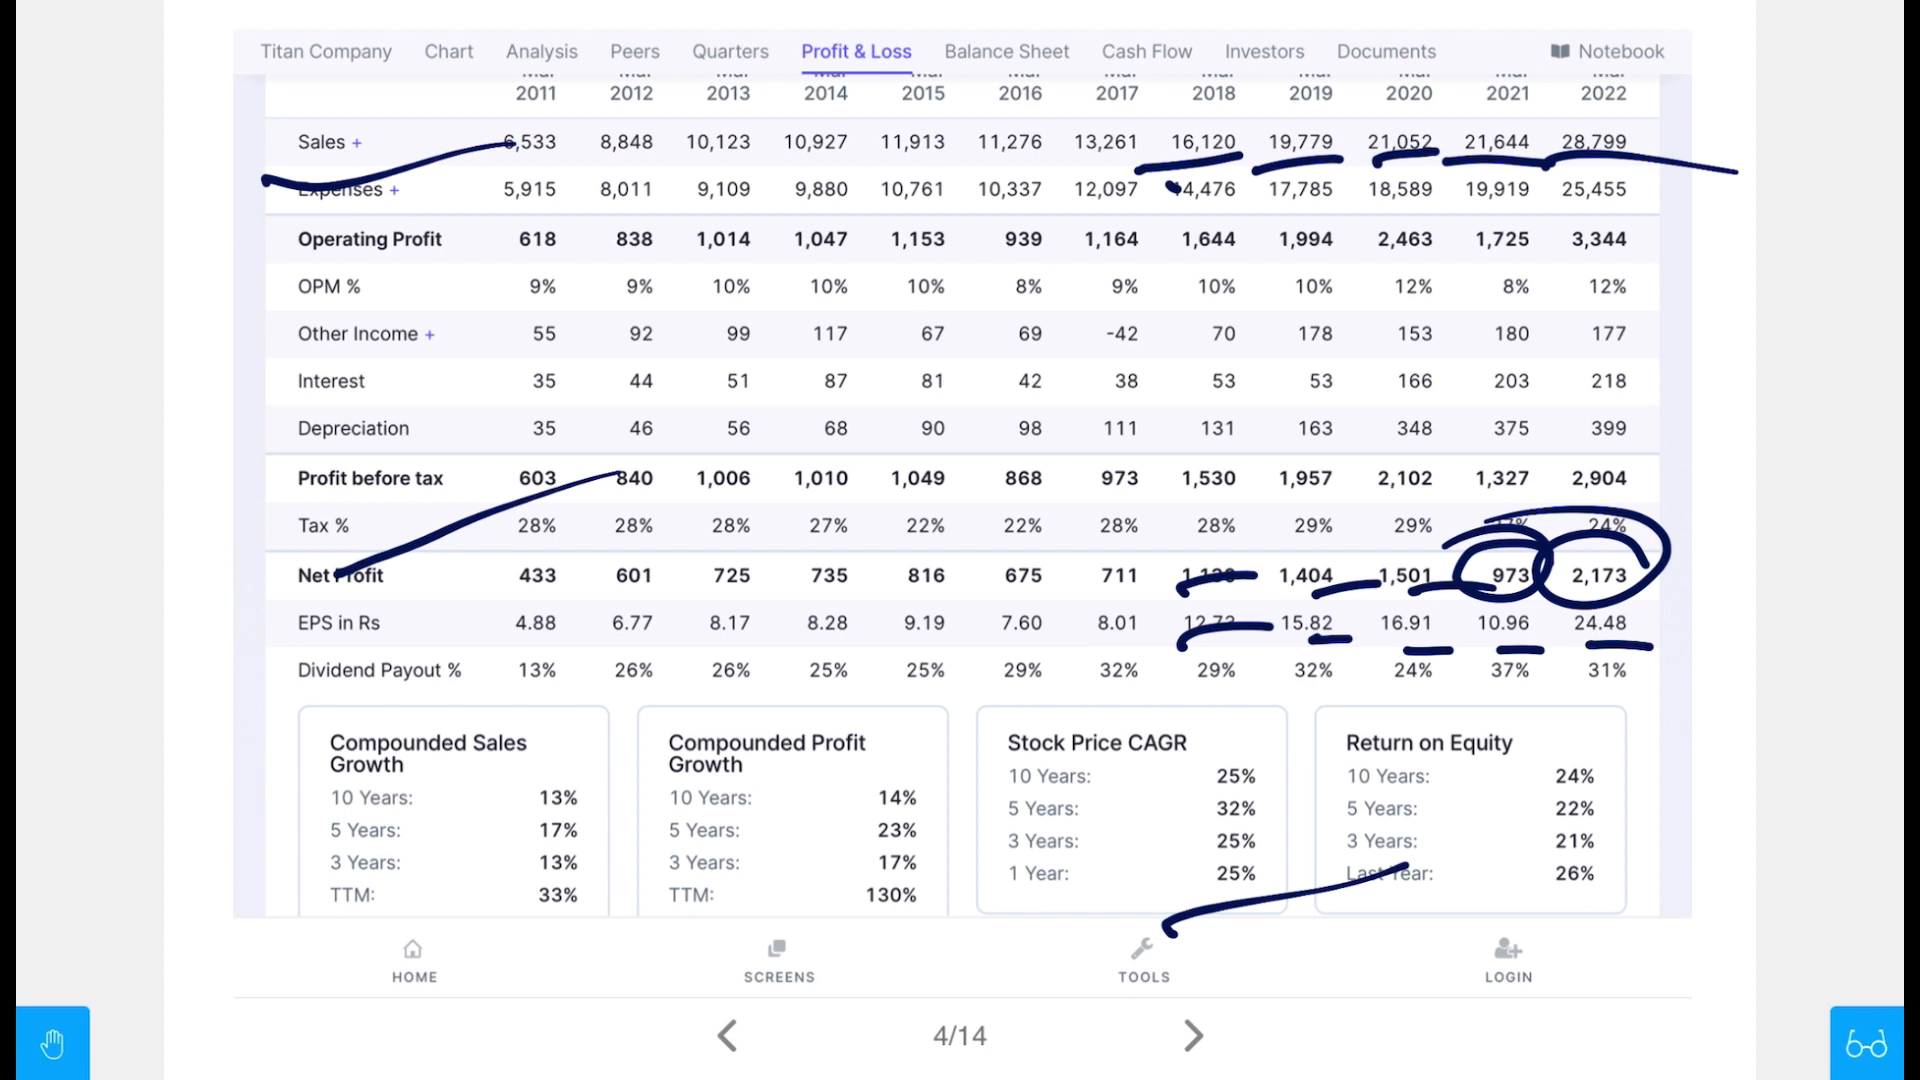 Titan Company Chart Analysis Peers Quarters Profit & Loss Balance Sheet Cash Flow Investors Documents Notebook
2011 2012 2013 2014 2015 2016 2017 2018 2019 2020 2021 2022
Sales + 6,533 8,848 10,123 10,927 11,913 11,276 13,261 16,120 19,779 21,052 21,644 28,799
Expenses + 5,915 8,011 9,109 9,880 10,761 10,337 12,097 14,476 17,785 18,589 19,919 25,455
Operating Profit 618 838 1,014 1,047 1,153 939 1,164 1,644 1,994 2,463 1,725 3,344
OPM % 9% 9% 10% 10% 10% 8% 9% 10% 10% 12% 8% 12%
Other Income + 55 92 99 117 67 69 -42 70 178 153 180 177
Interest 35 44 51 87 81 42 38 53 53 166 203 218
Depreciation 35 46 56 68 90 98 111 131 163 348 375 399
Profit before tax 603 840 1,006 1,010 1,049 868 973 1,530 1,957 2,102 1,327 2,904
Tax % 28% 28% 28% 27% 22% 22% 28% 28% 29% 29% 24%
Net Profit 433 601 725 735 816 675 711 1,404 1,501 973 2,173
EPS in Rs 4.88 6.77 8.17 8.28 9.19 7.60 8.01 12.73 15.82 16.91 10.96 24.48
Dividend Payout % 13% 26% 26% 25% 25% 29% 32% 29% 32% 24% 37% 31%
Compounded Sales Growth
10 Years: 13%
5 Years: 17%
3 Years: 13%
TTM: 33%
Compounded Profit Growth
10 Years: 14%
5 Years: 23%
3 Years: 17%
TTM: 130%
Stock Price CAGR
10 Years: 25%
5 Years: 32%
3 Years: 25%
1 Year: 25%
Return on Equity
10 Years: 24%
5 Years: 22%
3 Years: 21%
Last Year: 26%
HOME SCREENS TOOLS LOGIN
4/14